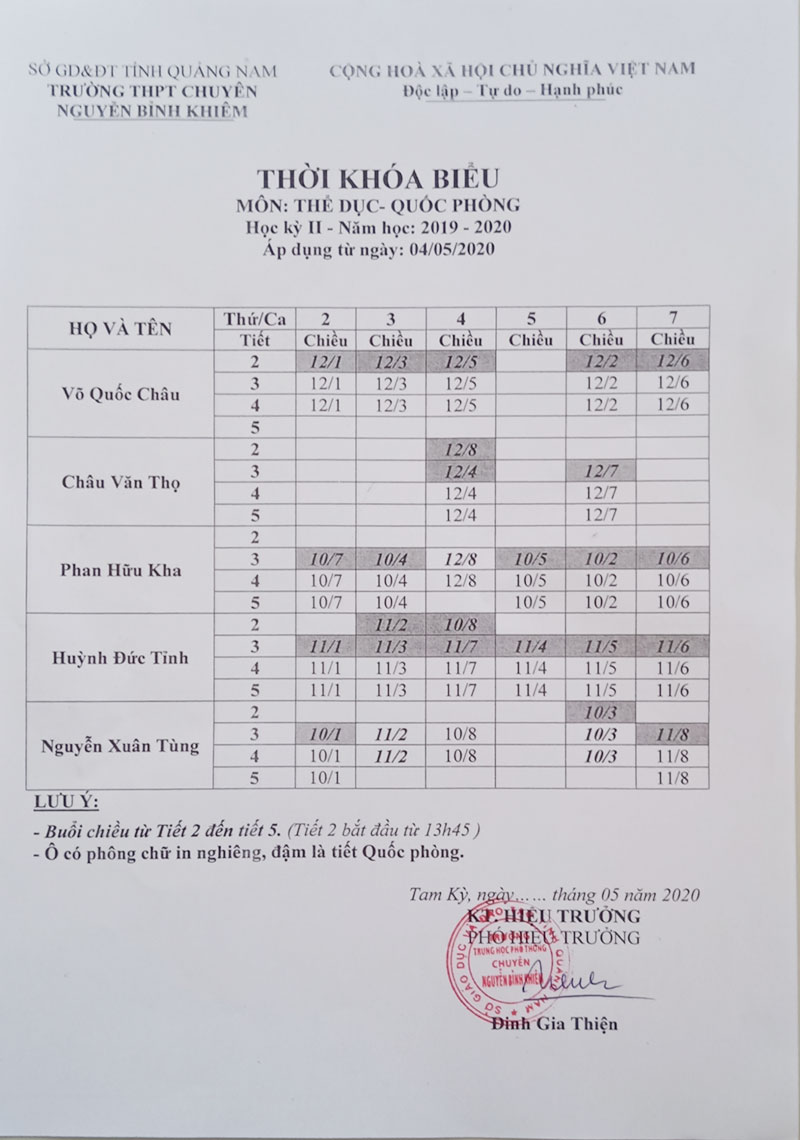 SỞ GD&ĐT TỈNH QUẢNG NAM
TRƯỜNG THPT CHUYÊN
NGUYỄN BỈNH KHIÊM
CỘNG HOÀ XÃ HỘI CHỦ NGHĨA VIỆT NAM
Độc lập – Tự do – Hạnh phúc
THỜI KHÓA BIỂU
MÔN: THỂ DỤC- QUỐC PHÒNG
Học kỳ II - Năm học: 2019 - 2020
Áp dụng từ ngày: 04/05/2020
HỌ VÀ TÊN Thứ/Ca 2 3 4 5 6 7
Tiết Chiều Chiều Chiều Chiều Chiều Chiều
Võ Quốc Châu
2 12/1 12/3 12/5 12/2 12/6
3 12/1 12/3 12/5 12/2 12/6
4 12/1 12/3 12/5 12/2 12/6
5
Châu Văn Thọ
2 12/8
3 12/4 12/7
4 12/4 12/7
5 12/4 12/7
Phan Hữu Kha
2
3 10/7 10/4 12/8 10/5 10/2 10/6
4 10/7 10/4 12/8 10/5 10/2 10/6
5 10/7 10/4 10/5 10/2 10/6
Huỳnh Đức Tĩnh
2 11/2 10/8
3 11/1 11/3 11/7 11/4 11/5 11/6
4 11/1 11/3 11/7 11/4 11/5 11/6
5 11/1 11/3 11/7 11/4 11/5 11/6
Nguyễn Xuân Tùng
2 10/3
3 10/1 11/2 10/8 10/3 11/8
4 10/1 11/2 10/8 10/3 11/8
5 10/1 11/8
LƯU Ý:
- Buổi chiều từ Tiết 2 đến tiết 5. (Tiết 2 bắt đầu từ 13h45 )
- Ô có phông chữ in nghiêng, đậm là tiết Quốc phòng.
Tam Kỳ, ngày…… tháng 05 năm 2020
KT. HIỆU TRƯỞNG
PHÓ HIỆU TRƯỞNG
TRƯỜNG
TRUNG HỌC PHỔ THÔNG
CHUYÊN
NGUYỄN BỈNH KHIÊM
Đinh Gia Thiện